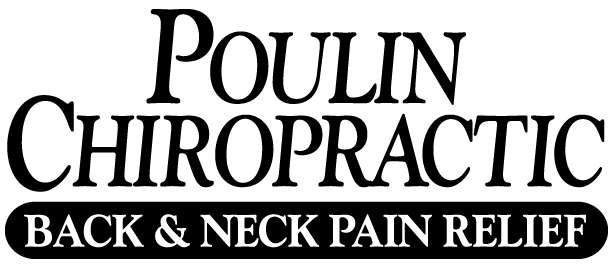 POULIN
CHIROPRACTIC
BACK & NECK PAIN RELIEF